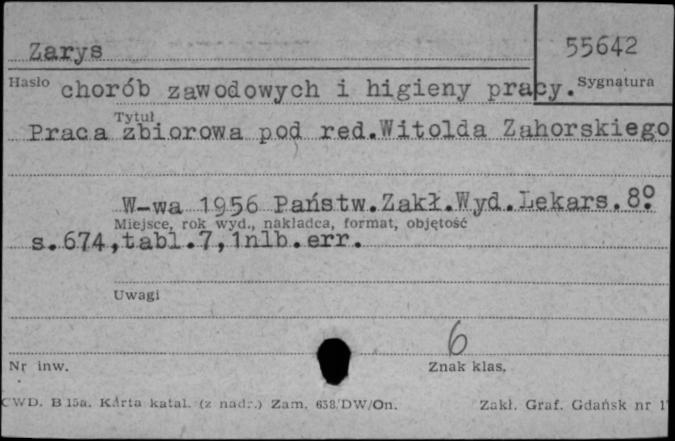 Zarys
55642
Hasło
Sygnatura
chorób zawodowych i higieny pracy.
Tytuł
Praca zbiorowa pod red.Witolda Zahorskiego
W-wa 1956 Państw.Zakł.Wyd.Lekars.8º
Miejsce, rok wyd., nakładca, format, objętość
s.674,tabl.7,1nlb.err.
Uwagi
6
Nr inw.
Znak klas.
CWD. B 15a. Karta katal. (z nadr.) Zam. 638/DW/On.
Zakł. Graf. Gdańsk nr 1